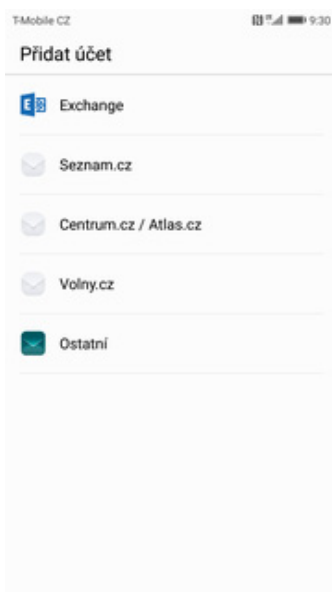 T-Mobile CZ 9:30
Přidat účet
Exchange
Seznam.cz
Centrum.cz / Atlas.cz
Volny.cz
Ostatní